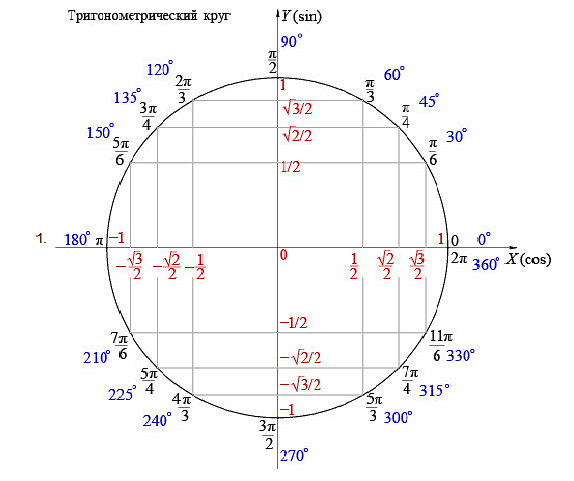 Тригонометрический круг
Y(sin)
90°
π/2
120°
2π/3
60°
π/3
135°
3π/4
45°
π/4
150°
5π/6
30°
π/6
1
√3/2
√2/2
1/2
1.
180° π
−1
1
0
0°
2π
360°
X(cos)
0
−√3/2
−√2/2
−1/2
1/2
√2/2
√3/2
−1/2
−√2/2
−√3/2
−1
7π/6
210°
11π/6
330°
5π/4
225°
7π/4
315°
4π/3
240°
5π/3
300°
3π/2
270°